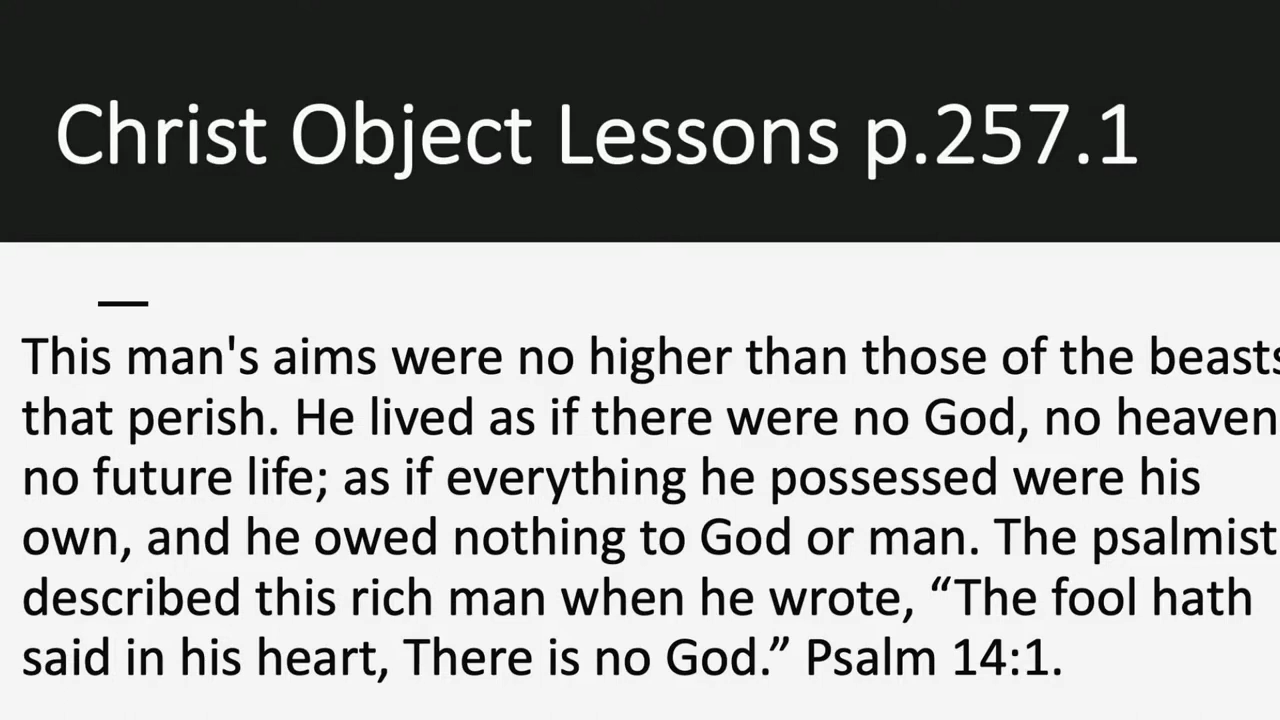 Christ Object Lessons p.257.1
This man's aims were no higher than those of the beasts
that perish. He lived as if there were no God, no heaven
no future life; as if everything he possessed were his
own, and he owed nothing to God or man. The psalmist
described this rich man when he wrote, “The fool hath
said in his heart, There is no God.” Psalm 14:1.